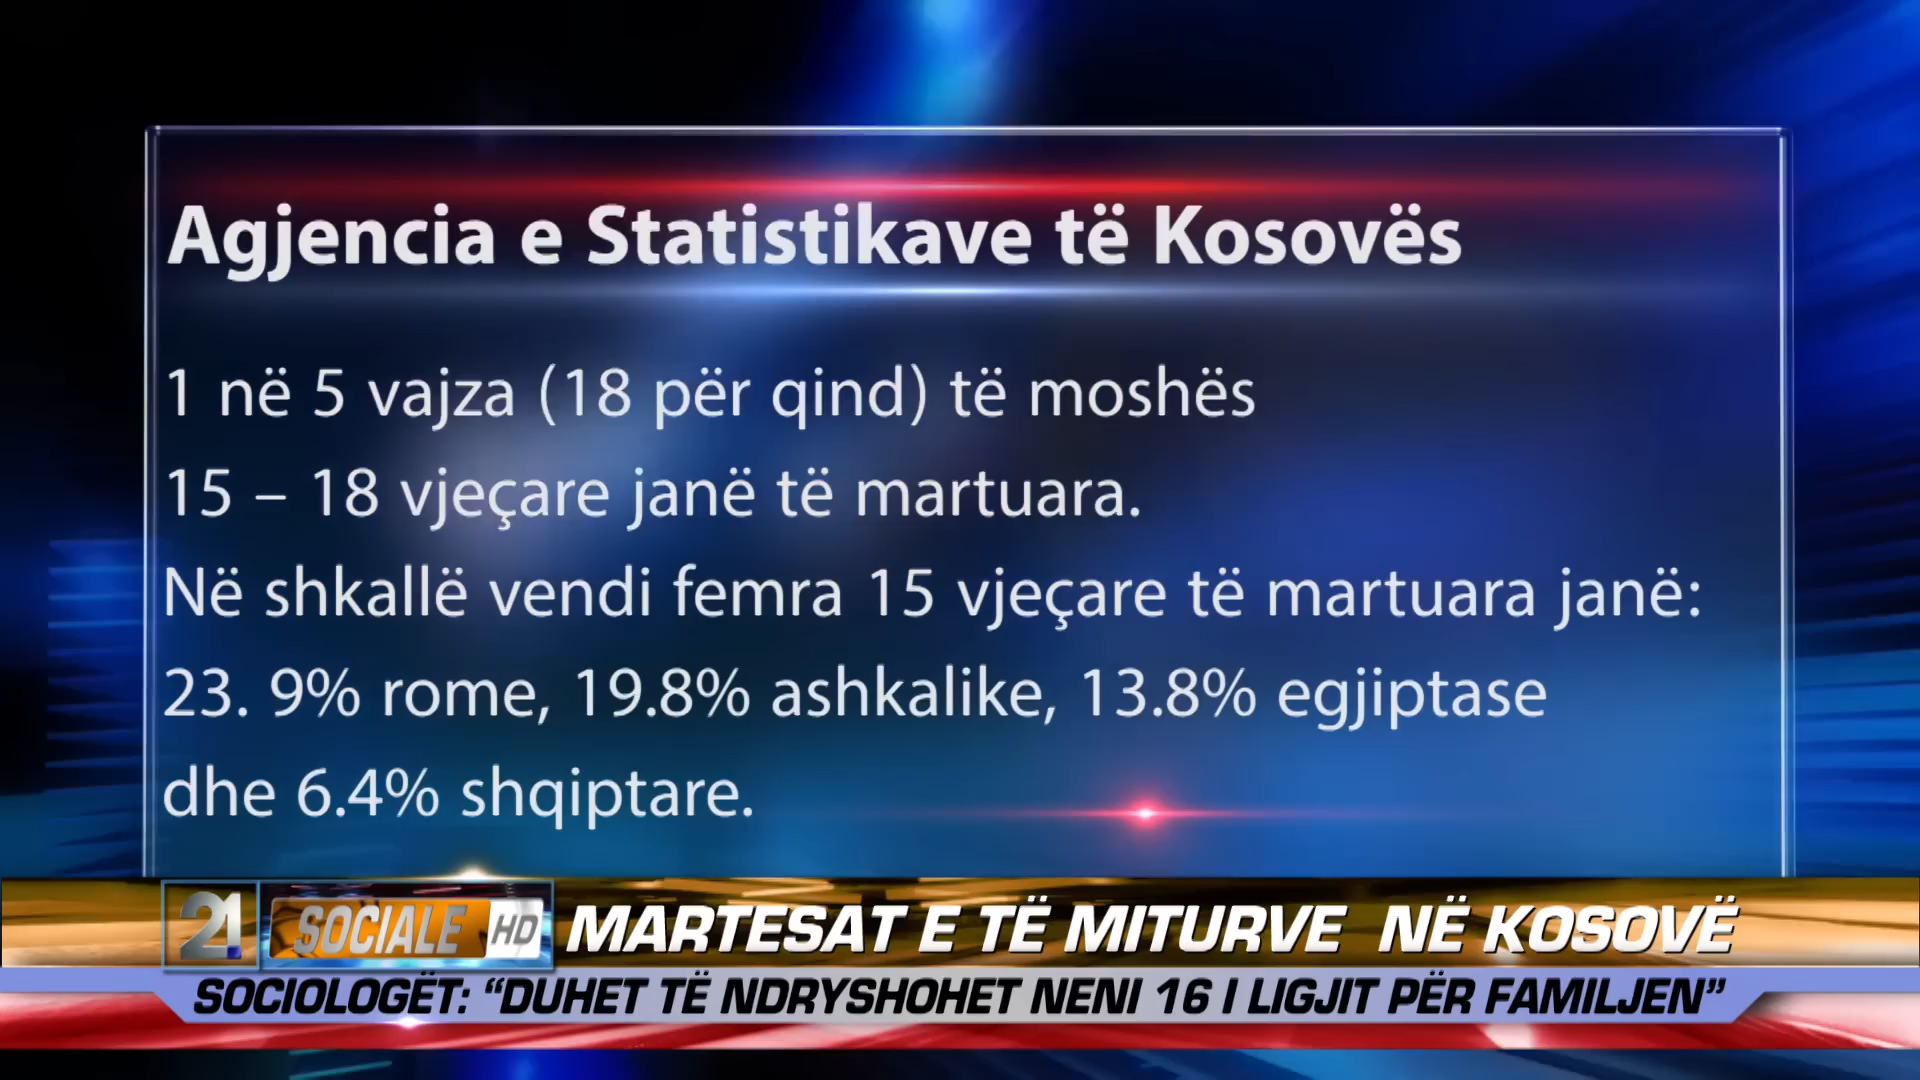 Agjencia e Statistikave të Kosovës
1 në 5 vajza (18 për qind) të moshës
15 – 18 vjeçare janë të martuara.
Në shkallë vendi femra 15 vjeçare të martuara janë:
23. 9% rome, 19.8% ashkalike, 13.8% egjiptase
dhe 6.4% shqiptare.
21 SOCIALE HD MARTESAT E TË MITURVE NË KOSOVË
SOCIOLOGËT: “DUHET TË NDRYSHOHET NENI 16 I LIGJIT PËR FAMILJEN”